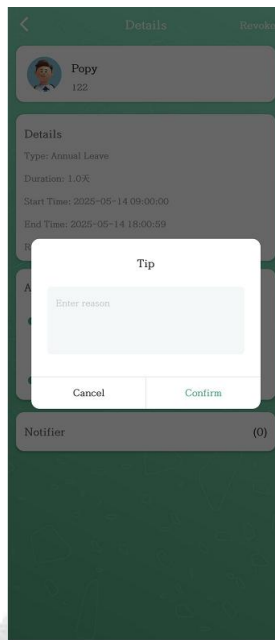 Details
Revoke
Popy
122
Details
Type: Annual Leave
Duration: 1.0天
Start Time: 2025-05-14 09:00:00
End Time: 2025-05-14 18:00:59
R
Tip
A
Enter reason
Cancel
Confirm
Notifier
(0)